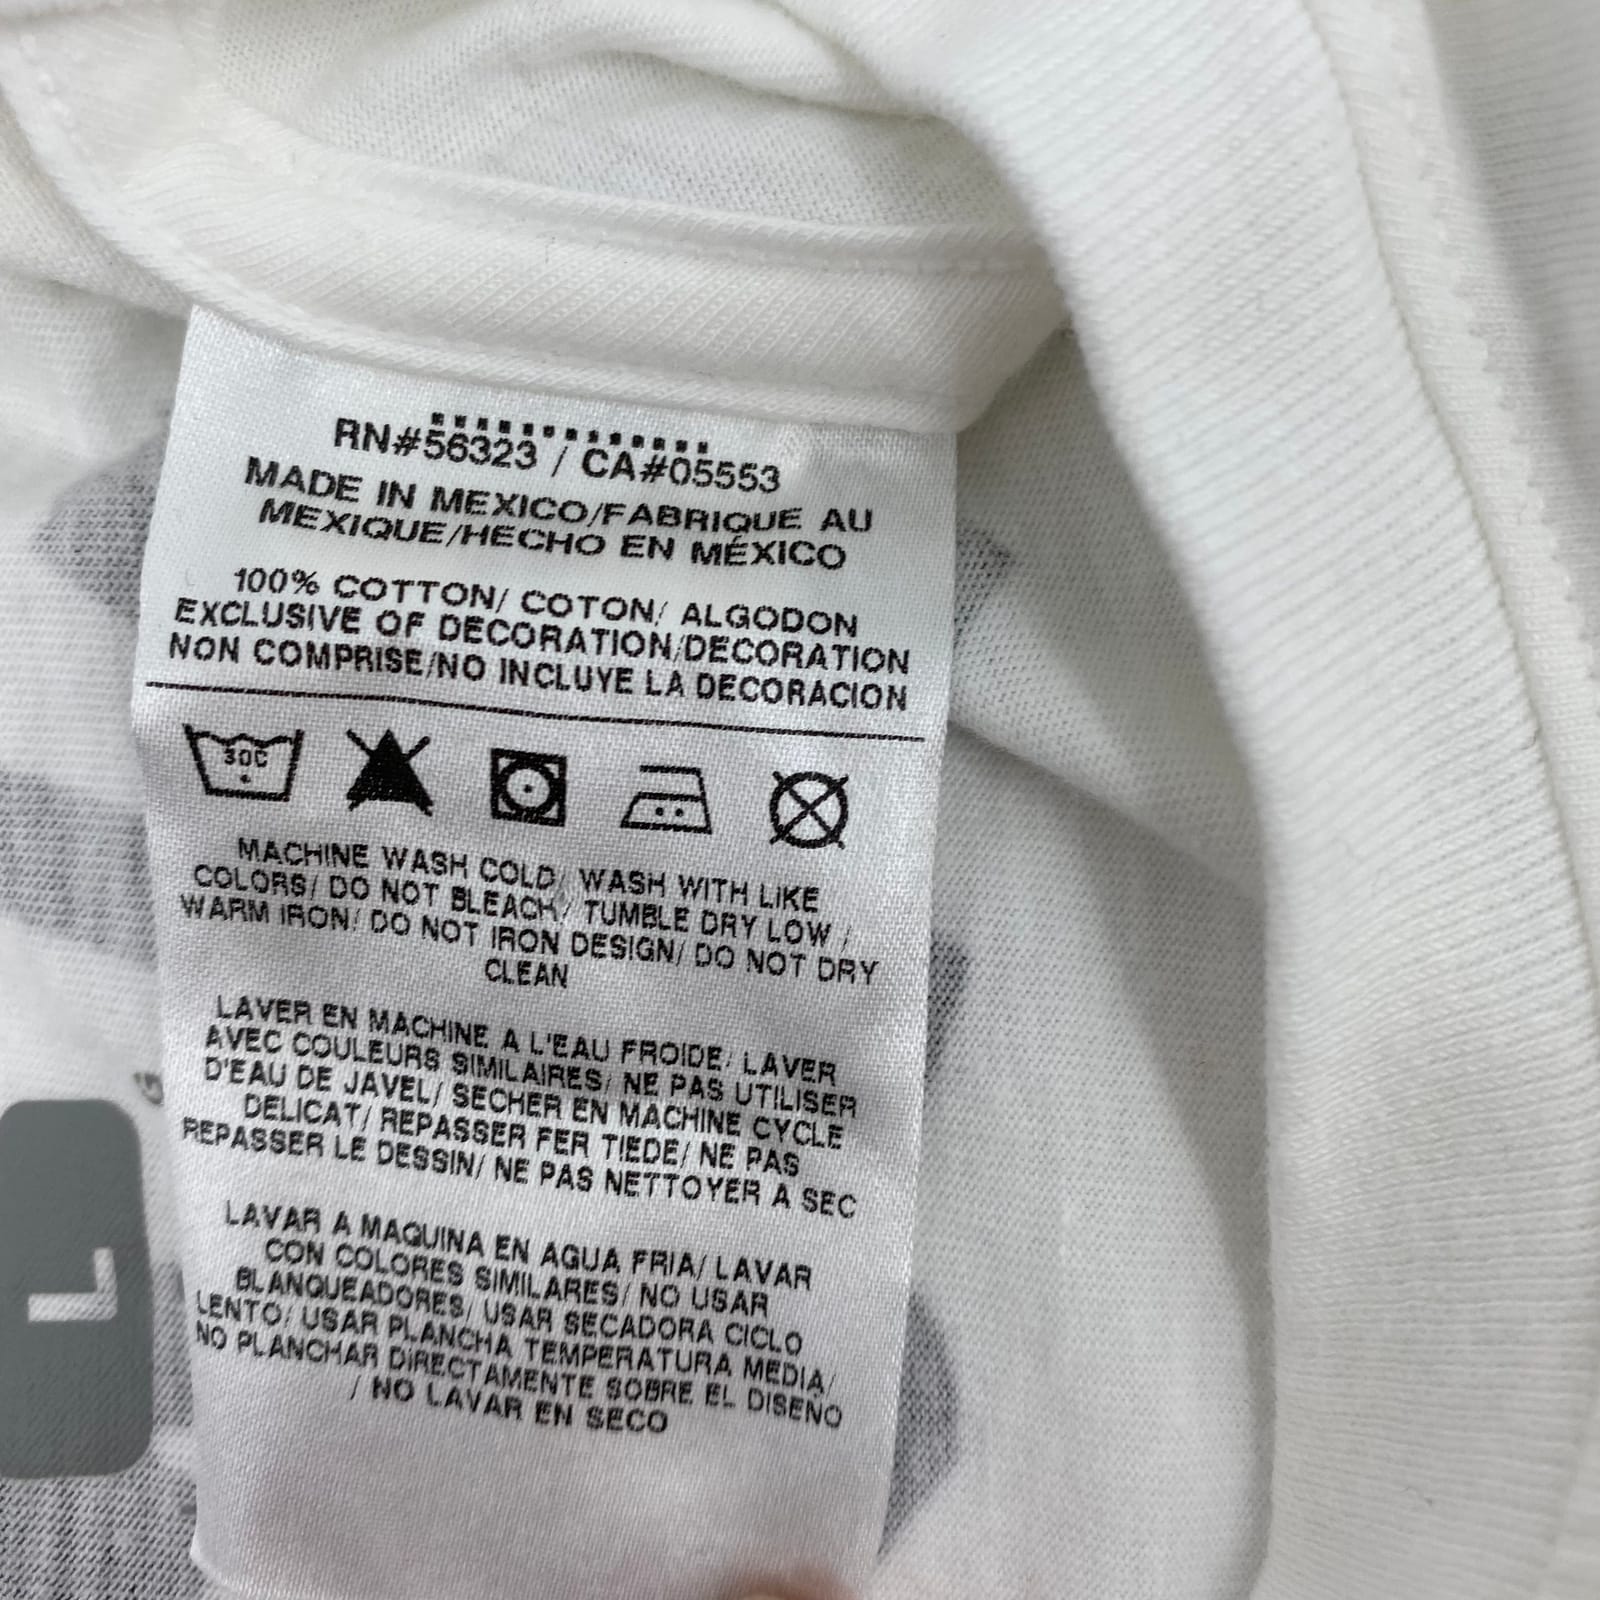 RN#56323 / CA#05553
MADE IN MEXICO/FABRIQUE AU
MEXIQUE/HECHO EN MÉXICO
100% COTTON/ COTON/ ALGODON
EXCLUSIVE OF DECORATION/DECORATION
NON COMPRISE/NO INCLUYE LA DECORACION
30C
MACHINE WASH COLD/ WASH WITH LIKE
COLORS/ DO NOT BLEACH/ TUMBLE DRY LOW /
WARM IRON/ DO NOT IRON DESIGN/ DO NOT DRY
CLEAN
LAVER EN MACHINE A L'EAU FROIDE/ LAVER
AVEC COULEURS SIMILAIRES/ NE PAS UTILISER
D'EAU DE JAVEL/ SECHER EN MACHINE CYCLE
DELICAT/ REPASSER FER TIEDE/ NE PAS
REPASSER LE DESSIN/ NE PAS NETTOYER A SEC
LAVAR A MAQUINA EN AGUA FRIA/ LAVAR
CON COLORES SIMILARES/ NO USAR
BLANQUEADORES/ USAR SECADORA CICLO
LENTO/ USAR PLANCHA TEMPERATURA MEDIA/
NO PLANCHAR DIRECTAMENTE SOBRE EL DISENO
/ NO LAVAR EN SECO
L